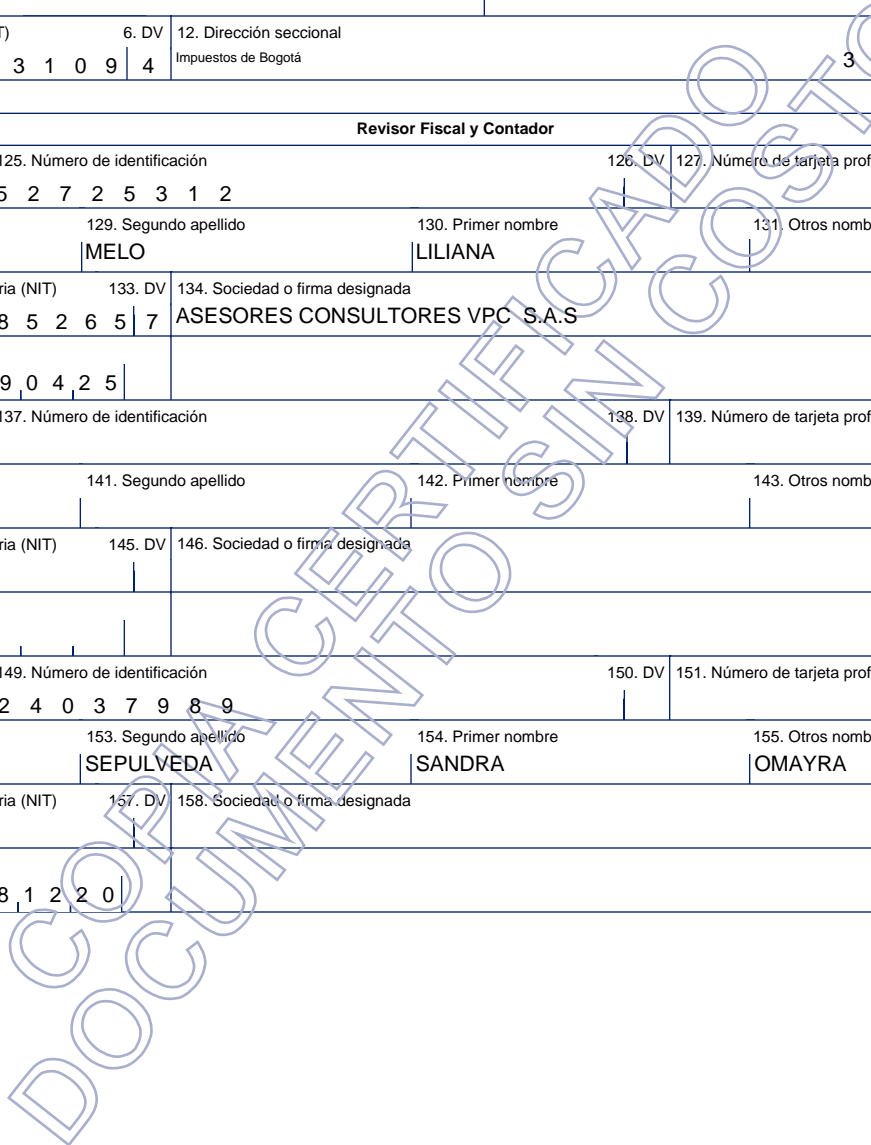 T) 6. DV 12. Dirección seccional
3 1 0 9 4 Impuestos de Bogotá 3
Revisor Fiscal y Contador
125. Número de identificación 126. DV 127. Número de tarjeta prof
5 2 7 2 5 3 1 2
129. Segundo apellido 130. Primer nombre 131. Otros nomb
MELO LILIANA
ria (NIT) 133. DV 134. Sociedad o firma designada
8 5 2 6 5 7 ASESORES CONSULTORES VPC S.A.S
9 0 4 2 5
137. Número de identificación 138. DV 139. Número de tarjeta prof
141. Segundo apellido 142. Primer nombre 143. Otros nomb
ria (NIT) 145. DV 146. Sociedad o firma designada
149. Número de identificación 150. DV 151. Número de tarjeta prof
2 4 0 3 7 9 8 9
153. Segundo apellido 154. Primer nombre 155. Otros nomb
SEPULVEDA SANDRA OMAYRA
ria (NIT) 157. DV 158. Sociedad o firma designada
8 1 2 2 0
COPIA CERTIFICADO
DOCUMENTO SIN COSTO